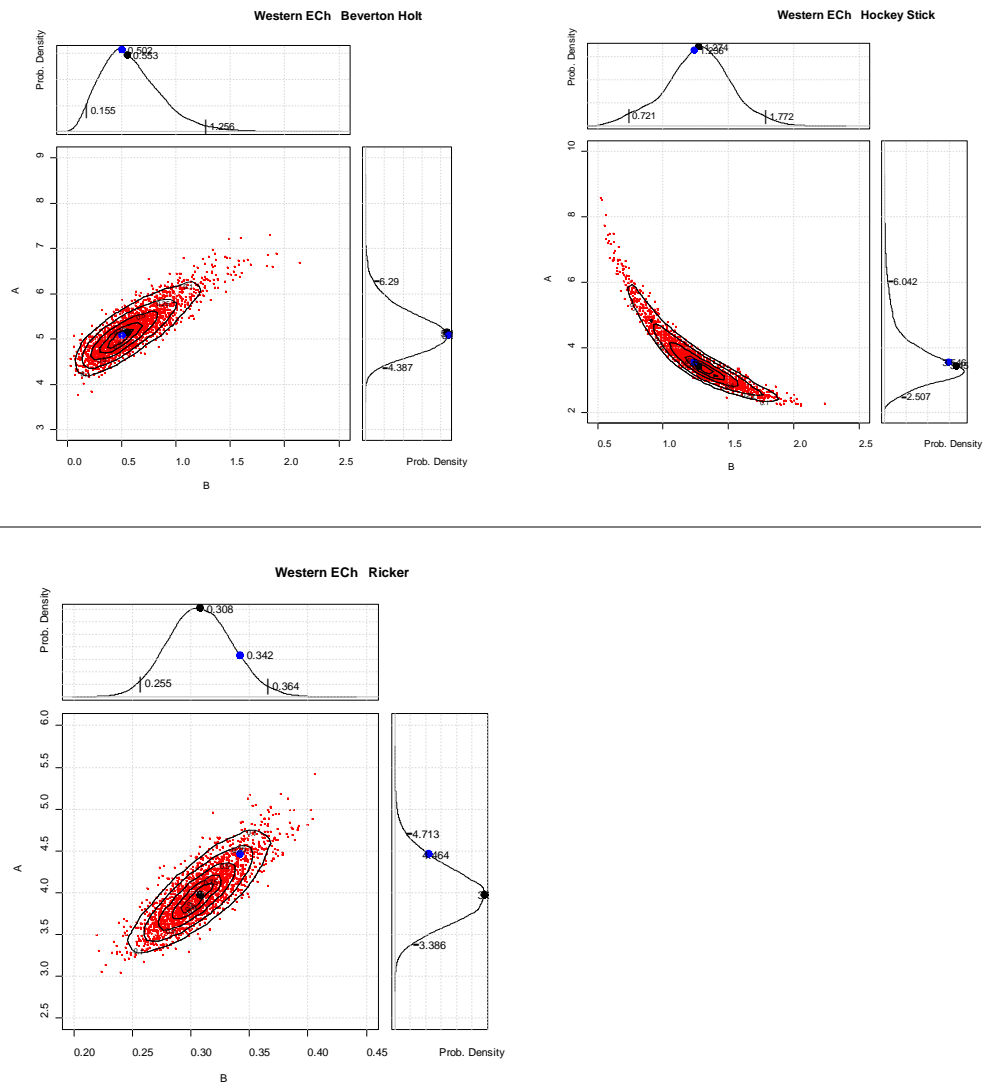 Western ECh Beverton Holt
Prob. Density
0.502
0.553
0.155
1.256
9
8
7
6
5
4
3
A
6.29
4.387
0.0 0.5 1.0 1.5 2.0 2.5
Prob. Density
B
Western ECh Hockey Stick
Prob. Density
1.274
1.236
0.721
1.772
10
8
6
4
2
A
6.042
2.507
0.5 1.0 1.5 2.0 2.5
Prob. Density
B
Western ECh Ricker
Prob. Density
0.308
0.342
0.255
0.364
6.0
5.5
5.0
4.5
4.0
3.5
3.0
2.5
A
4.713
4.464
3.386
0.20 0.25 0.30 0.35 0.40 0.45
Prob. Density
B